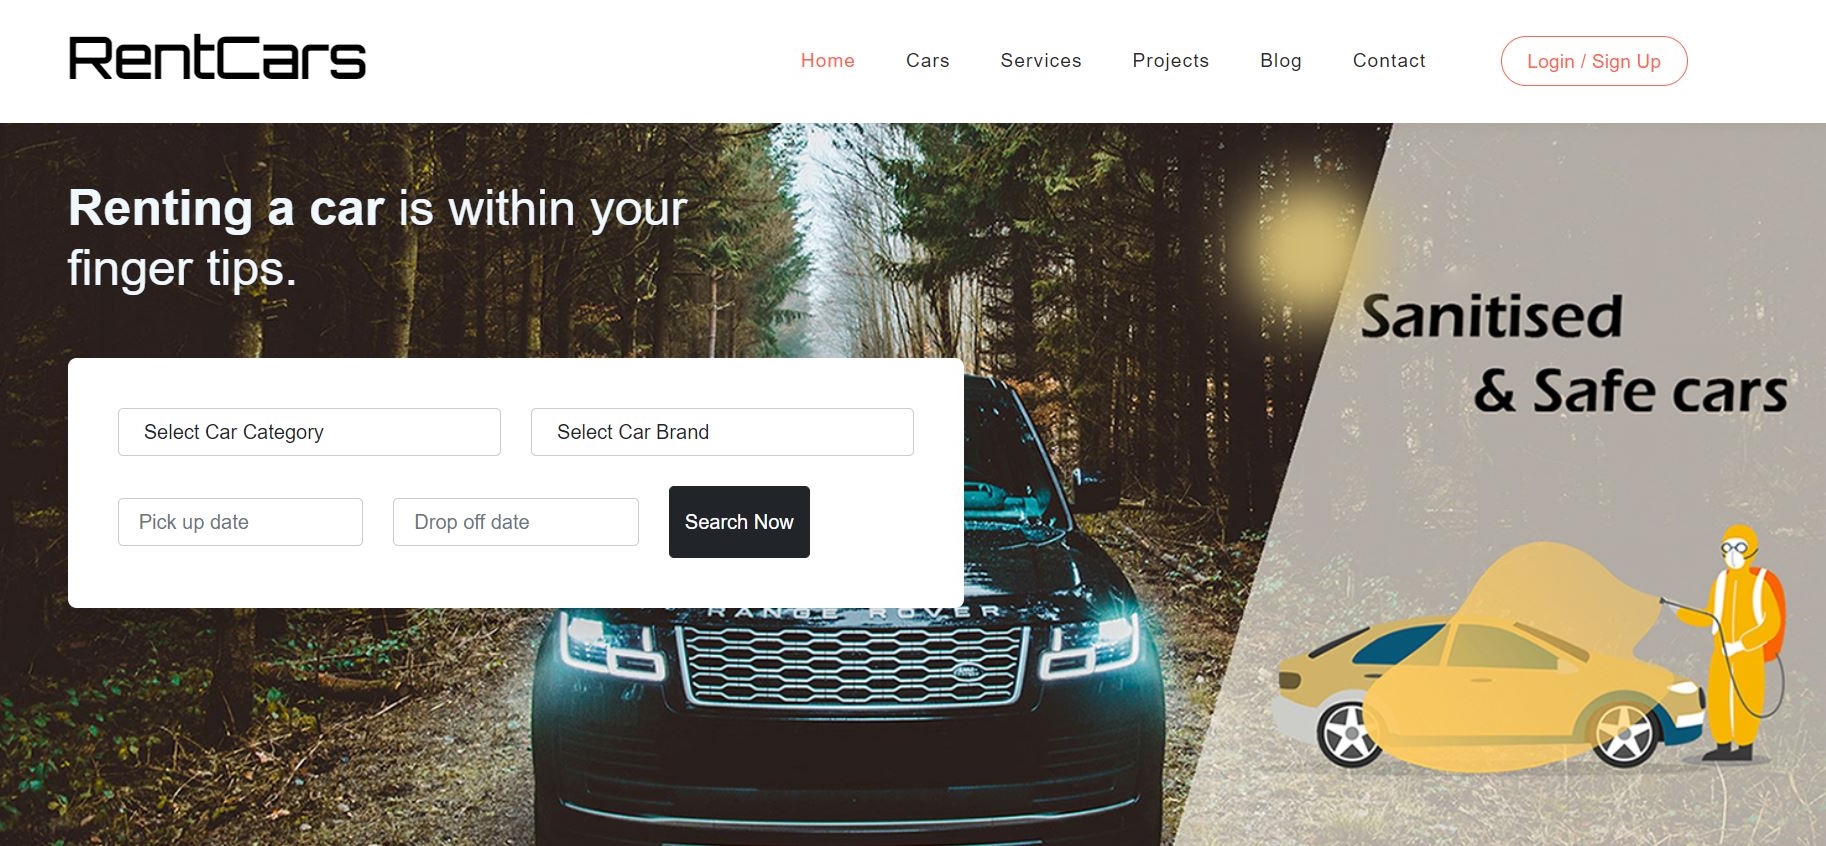 RentCars
Home Cars Services Projects Blog Contact Login / Sign Up
Renting a car is within your
finger tips.
Sanitised
& Safe cars
Select Car Category Select Car Brand
Pick up date Drop off date Search Now
RANGE ROVER